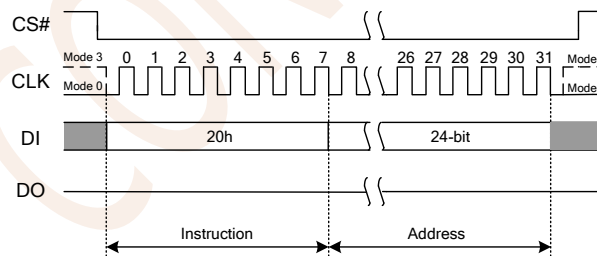 CS#
Mode 3 0 1 2 3 4 5 6 7 8 26 27 28 29 30 31 Mode
CLK
Mode 0 Mode
DI 20h 24-bit
DO
Instruction Address